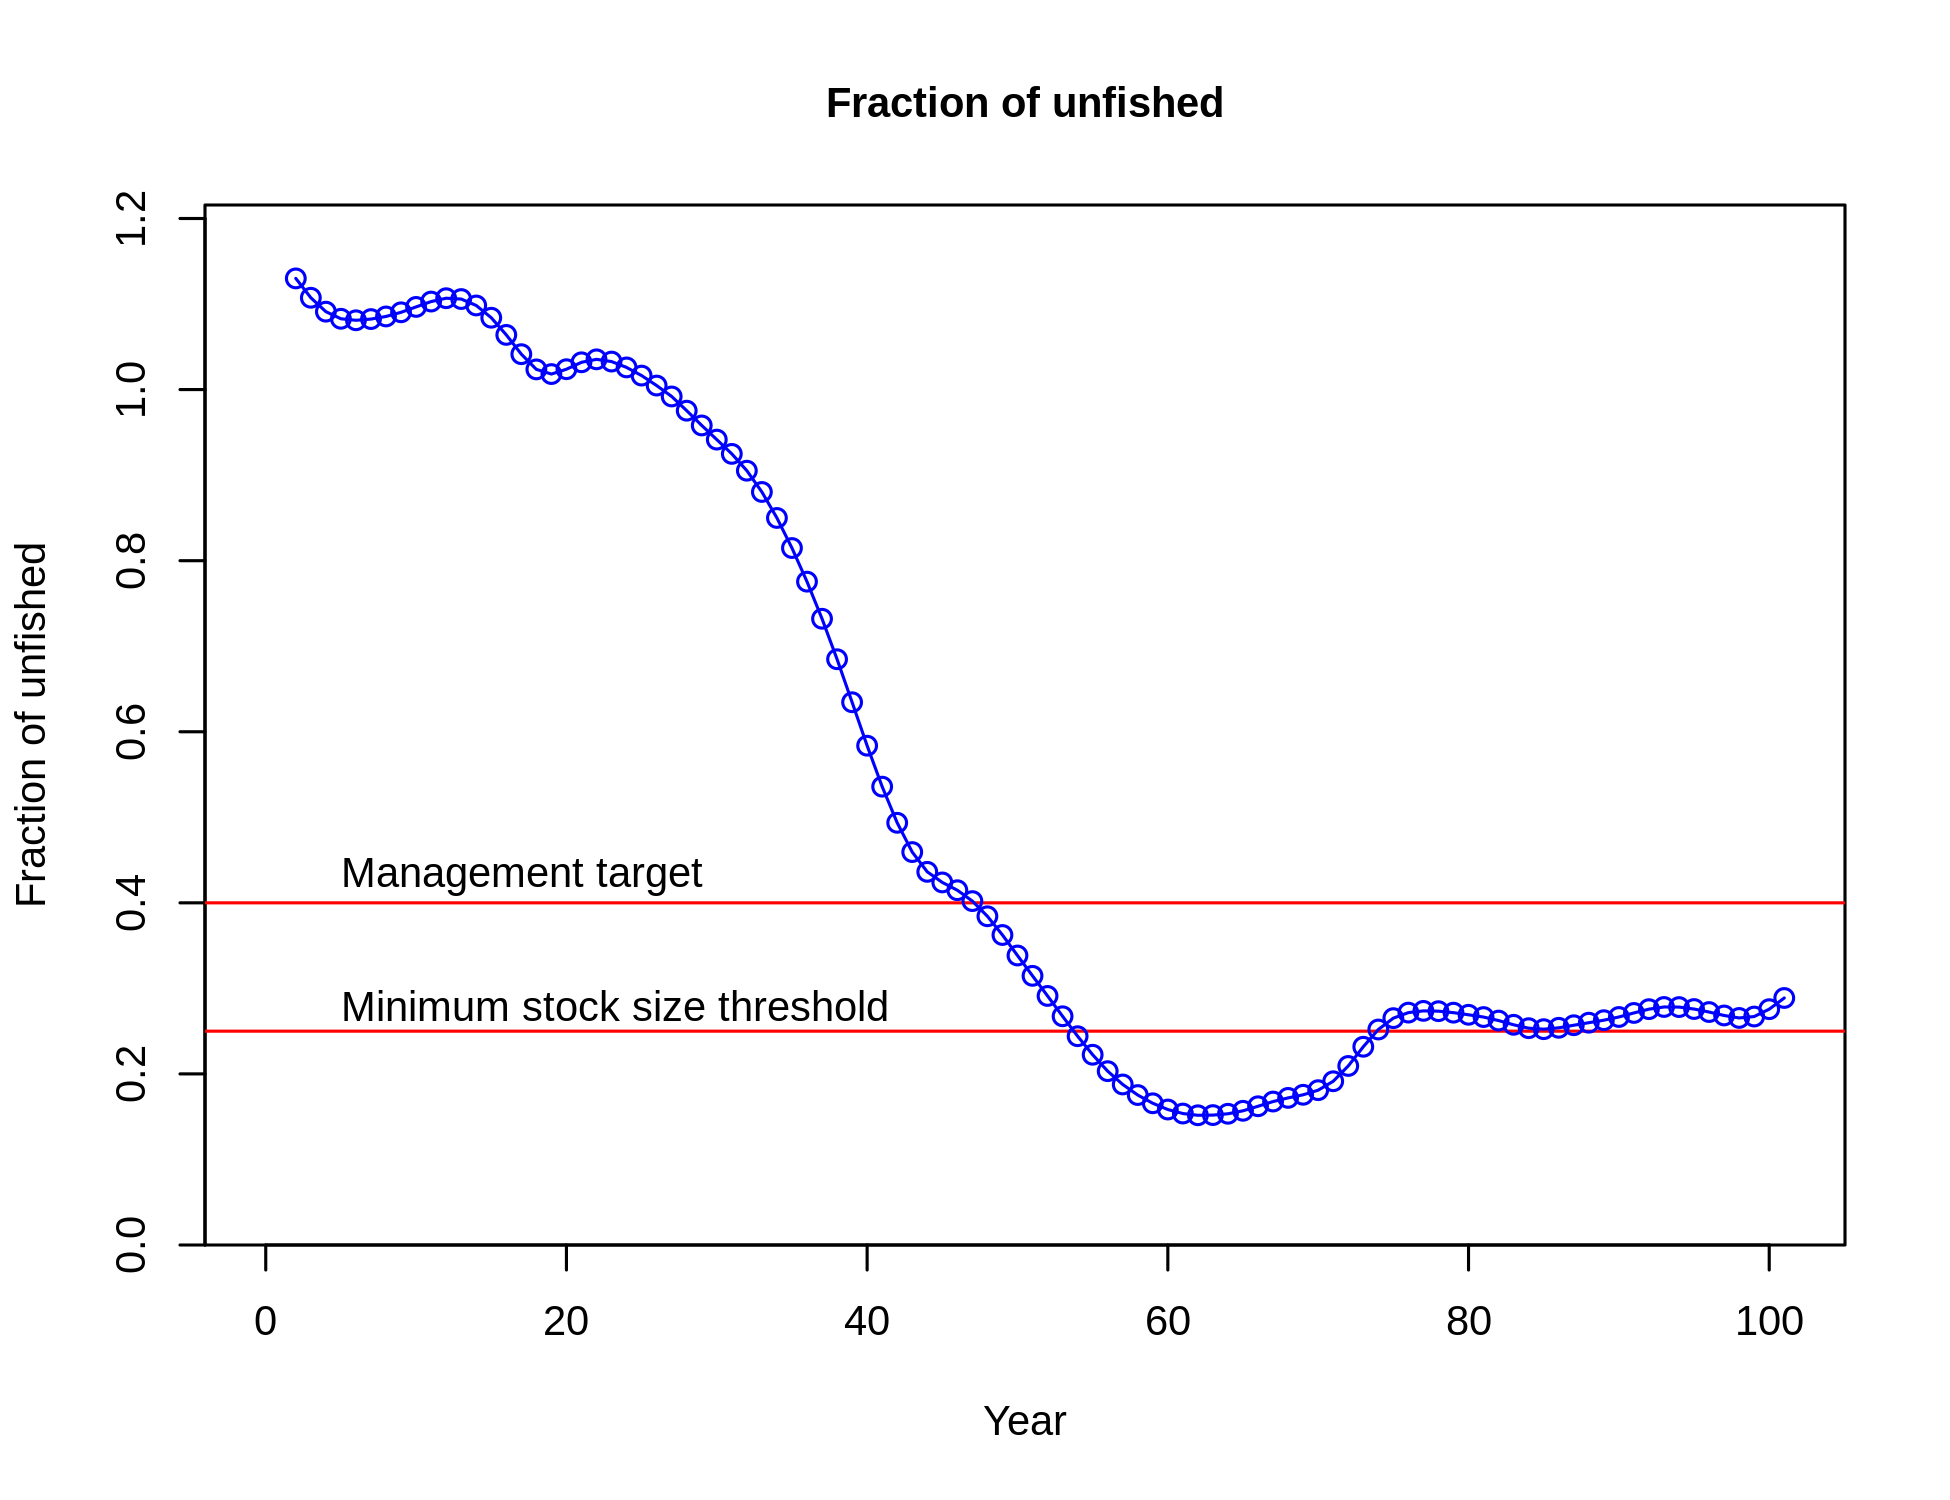 Fraction of unfished
1.2
1.0
0.8
0.6
0.4
0.2
0.0
Fraction of unfished
Management target
Minimum stock size threshold
0 20 40 60 80 100
Year